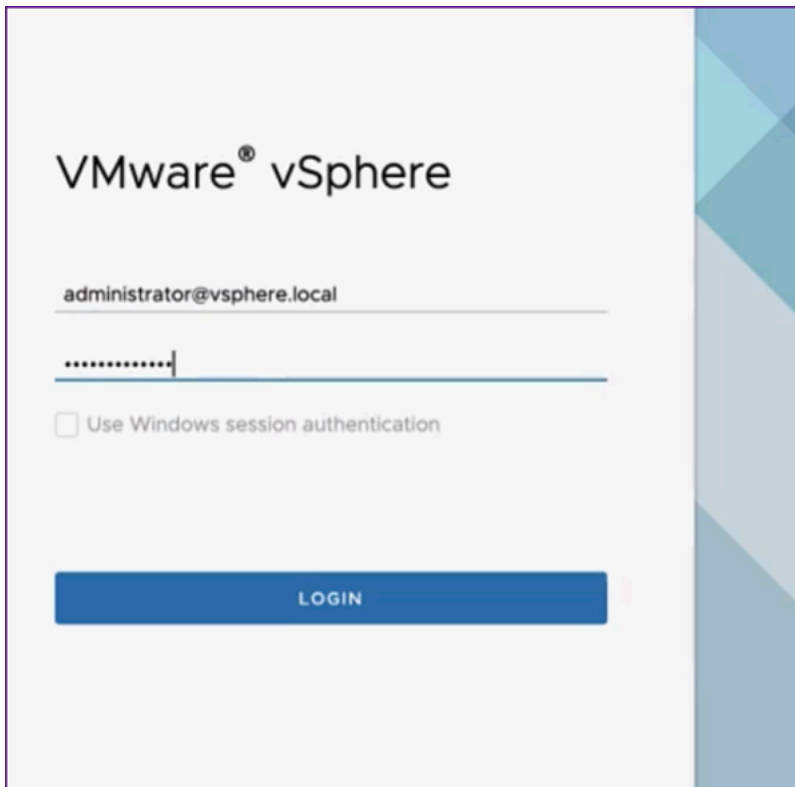 VMware® vSphere
administrator@vsphere.local
•••••••••••••
Use Windows session authentication
LOGIN